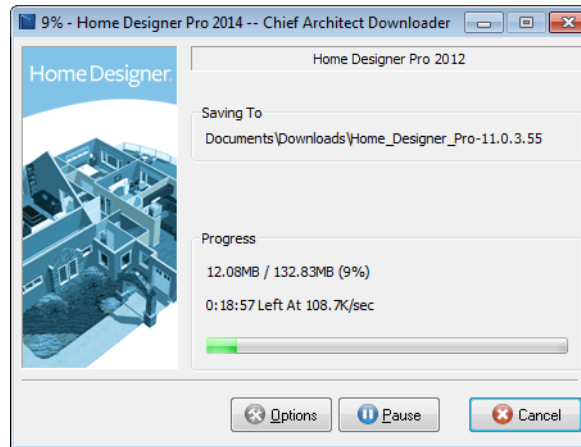 9% - Home Designer Pro 2014 -- Chief Architect Downloader
Home Designer.
Home Designer Pro 2012
Saving To
Documents\Downloads\Home_Designer_Pro-11.0.3.55
Progress
12.08MB / 132.83MB (9%)
0:18:57 Left At 108.7K/sec
Options
Pause
Cancel